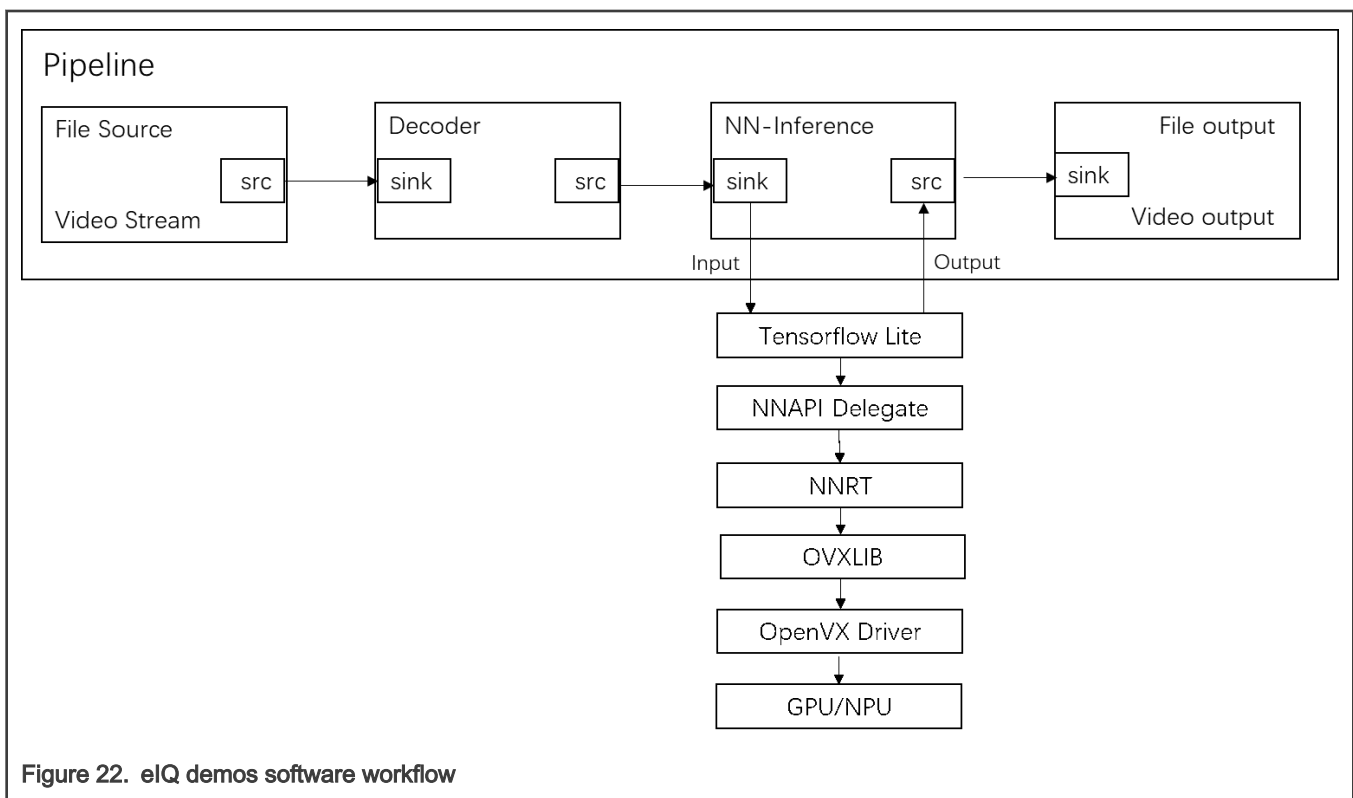 Pipeline
File Source
src
Video Stream
Decoder
sink
src
NN-Inference
sink
src
File output
sink
Video output
Input
Output
Tensorflow Lite
NNAPI Delegate
NNRT
OVXLIB
OpenVX Driver
GPU/NPU
Figure 22. eIQ demos software workflow